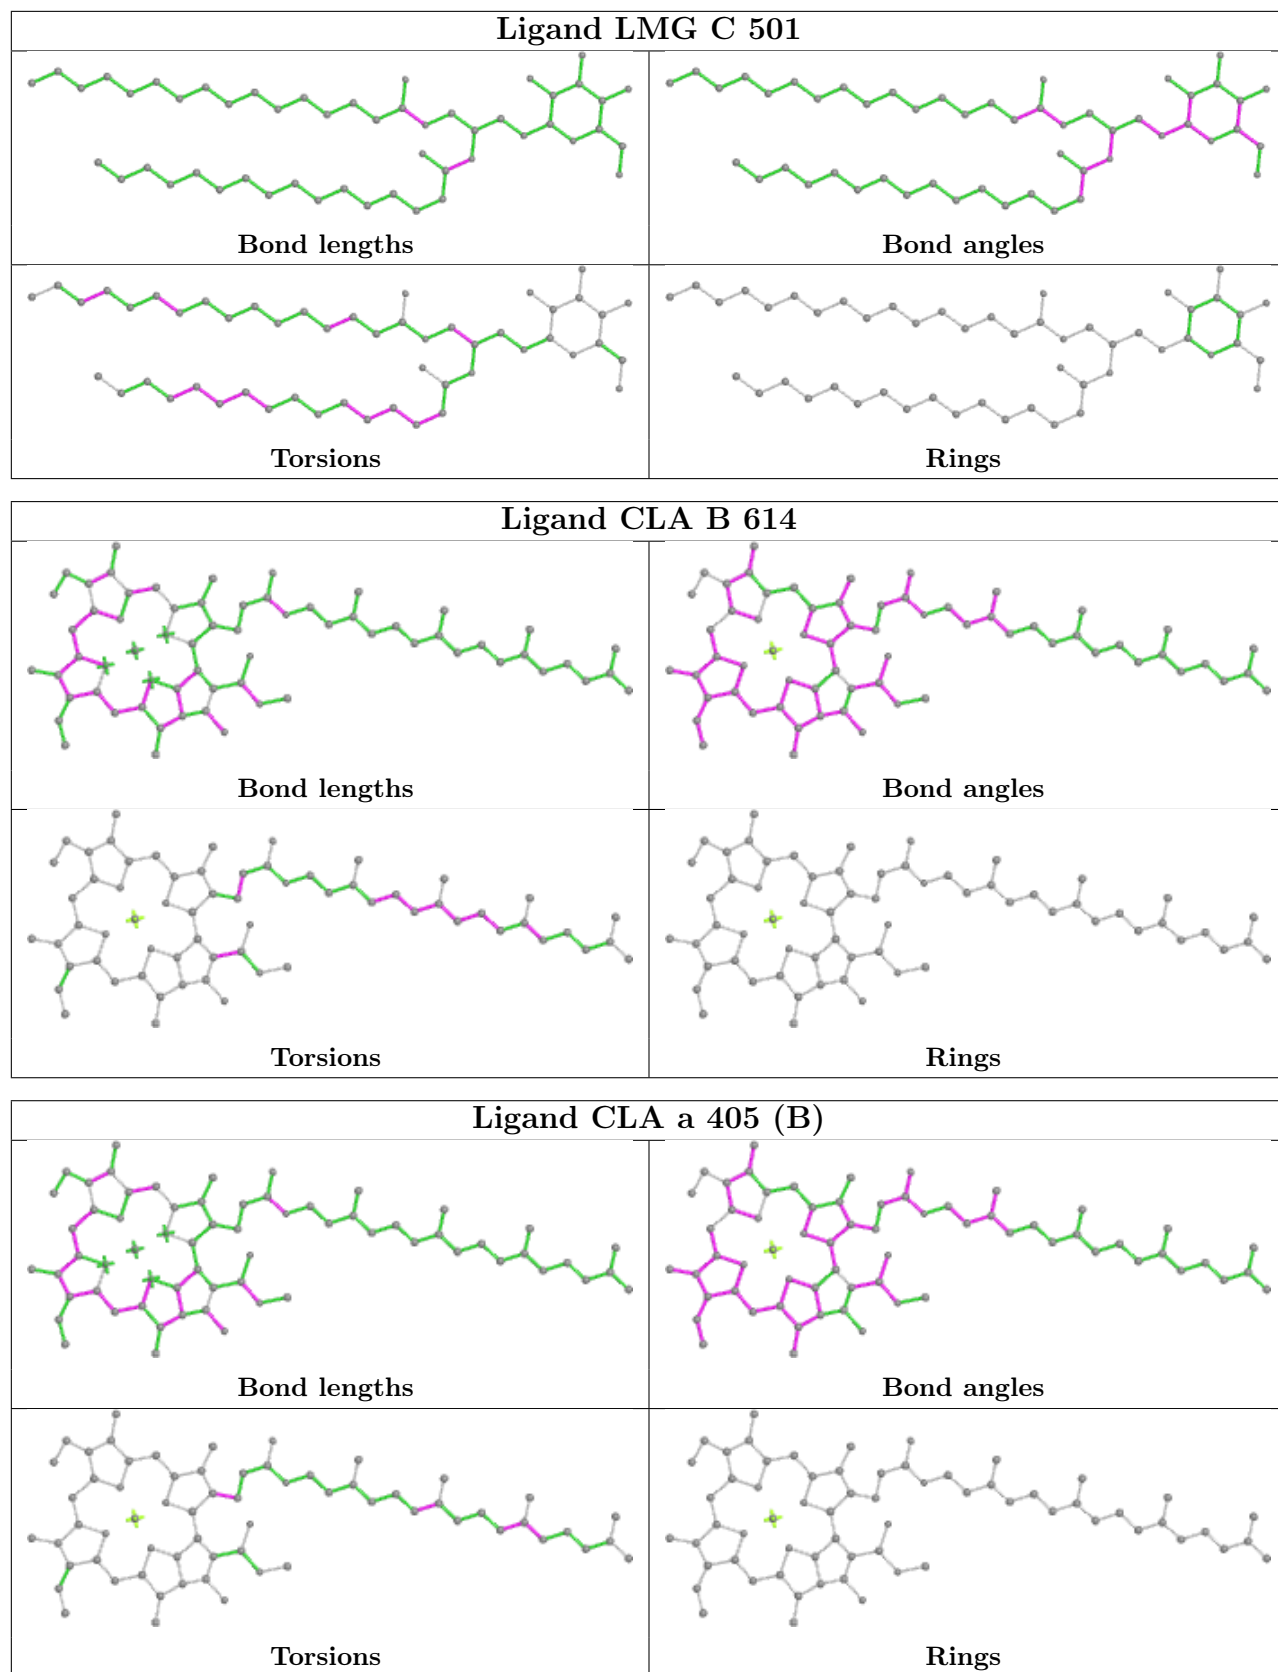 Ligand LMG C 501
Bond lengths
Bond angles
Torsions
Rings
Ligand CLA B 614
Bond lengths
Bond angles
Torsions
Rings
Ligand CLA a 405 (B)
Bond lengths
Bond angles
Torsions
Rings